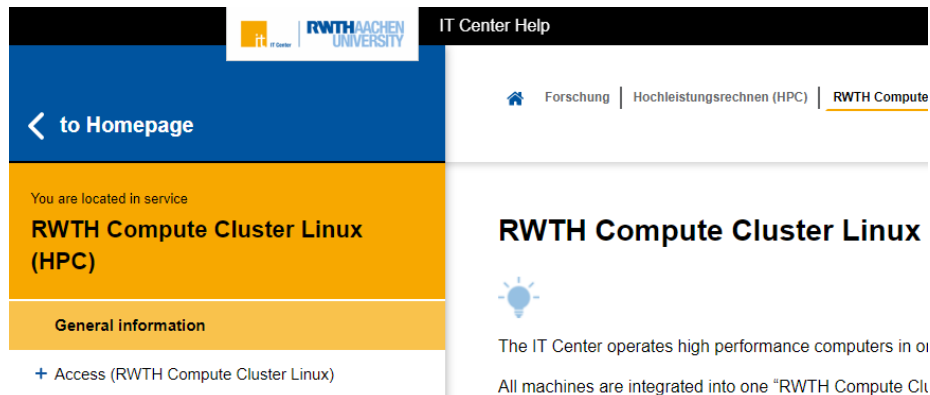 it IT Center
RWTHAACHEN
UNIVERSITY
IT Center Help
to Homepage
Forschung
Hochleistungsrechnen (HPC)
RWTH Compute
You are located in service
RWTH Compute Cluster Linux
(HPC)
General information
+ Access (RWTH Compute Cluster Linux)
RWTH Compute Cluster Linux
The IT Center operates high performance computers in
All machines are integrated into one “RWTH Compute